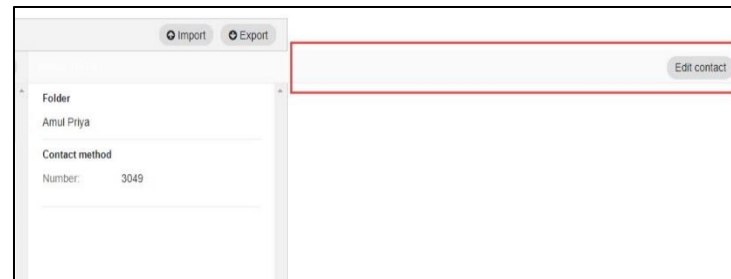 Import Export
Edit contact
Folder
Amul Priya
Contact method
Number: 3049